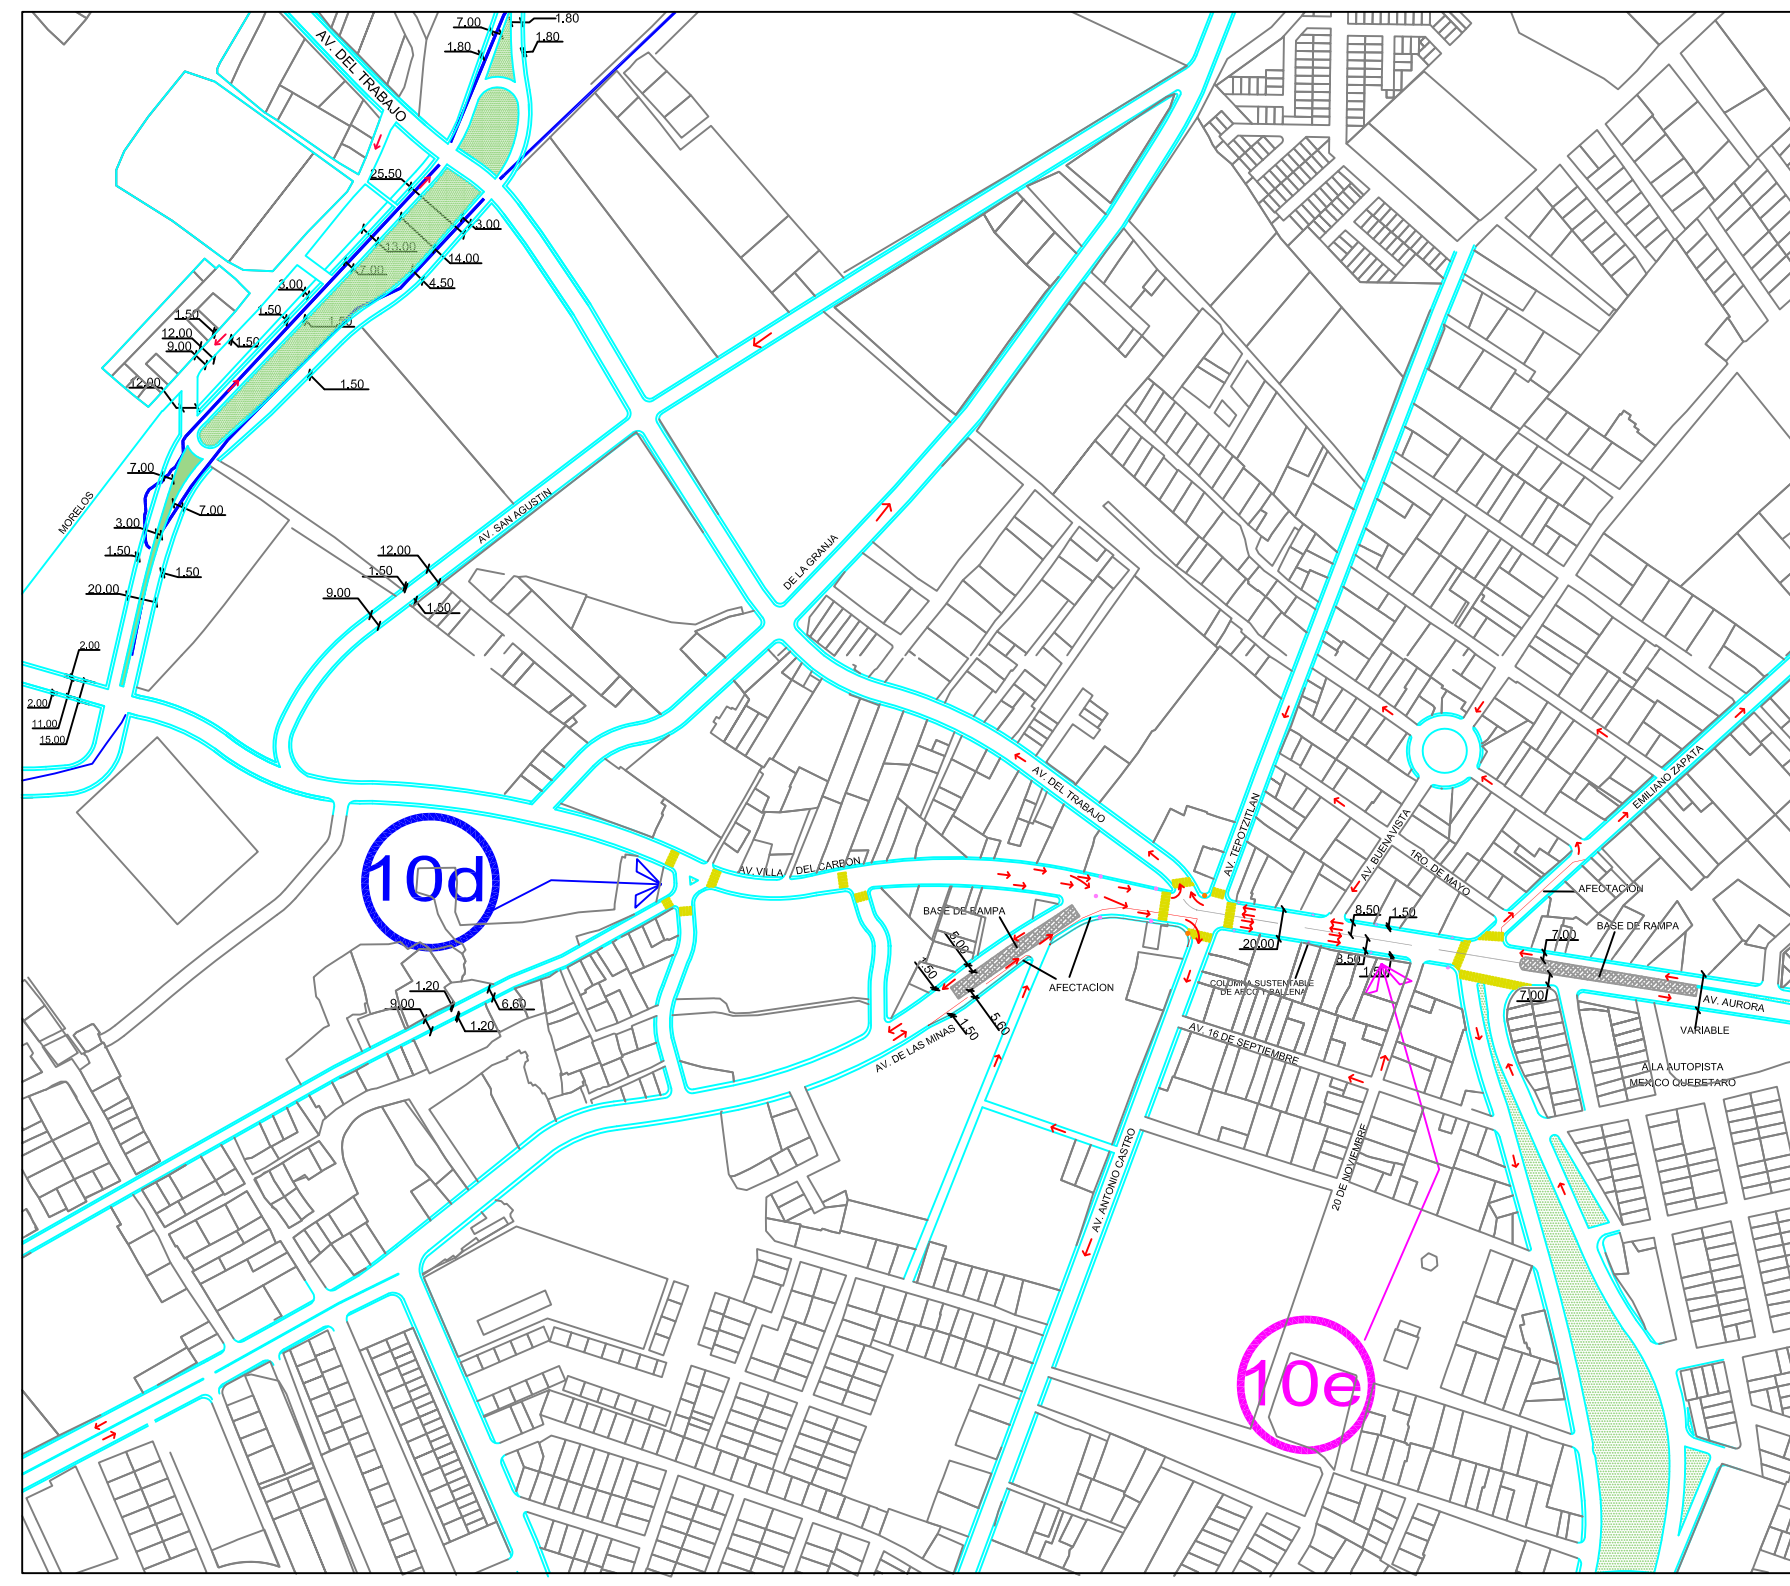 7.00
1.80
1.80
1.80
AV. DEL TRABAJO
25.50
3.00
13.00
14.00
7.00
4.50
3.00
1.50
1.50
1.50
12.00
1.50
9.00
12.00
1.50
7.00
MORELOS
7.00
3.00
1.50
1.50
20.00
AV. SAN AGUSTIN
12.00
1.50
9.00
1.50
DE LA GRANJA
2.00
2.00
11.00
15.00
AV. DEL TRABAJO
AV. TEPOTZITLAN
AV. BUENAVISTA
1RO. DE MAYO
EMILIANO ZAPATA
10d
AV. VILLA DEL CARBON
AFECTACION
BASE DE RAMPA
BASE DE RAMPA
8.50
1.50
7.00
20.00
8.50
1.50
5.00
1.50
AFECTACION
COLUMNA SUSTENTABLE
DE ARCO Y BALLENA
7.00
AV. AURORA
1.20
9.00
6.60
1.20
5.60
1.50
AV. DE LAS MINAS
AV. 16 DE SEPTIEMBRE
VARIABLE
A LA AUTOPISTA
MEXICO QUERETARO
AV. ANTONIO CASTRO
20 DE NOVIEMBRE
10e